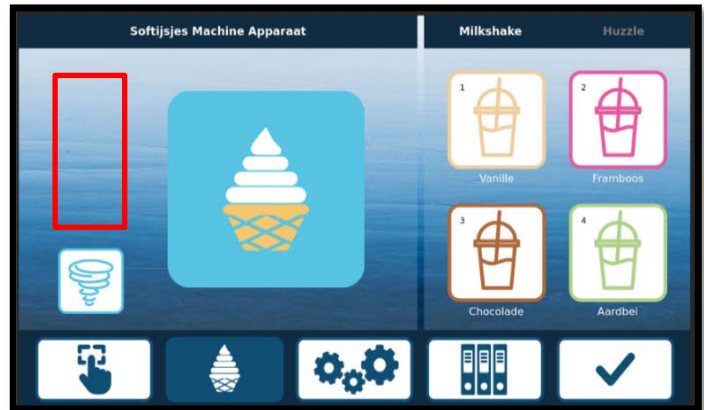 Softijsjes Machine Apparaat
Milkshake Huzzle
1 2
Vanille Framboos
3 4
Chocolade Aardbei